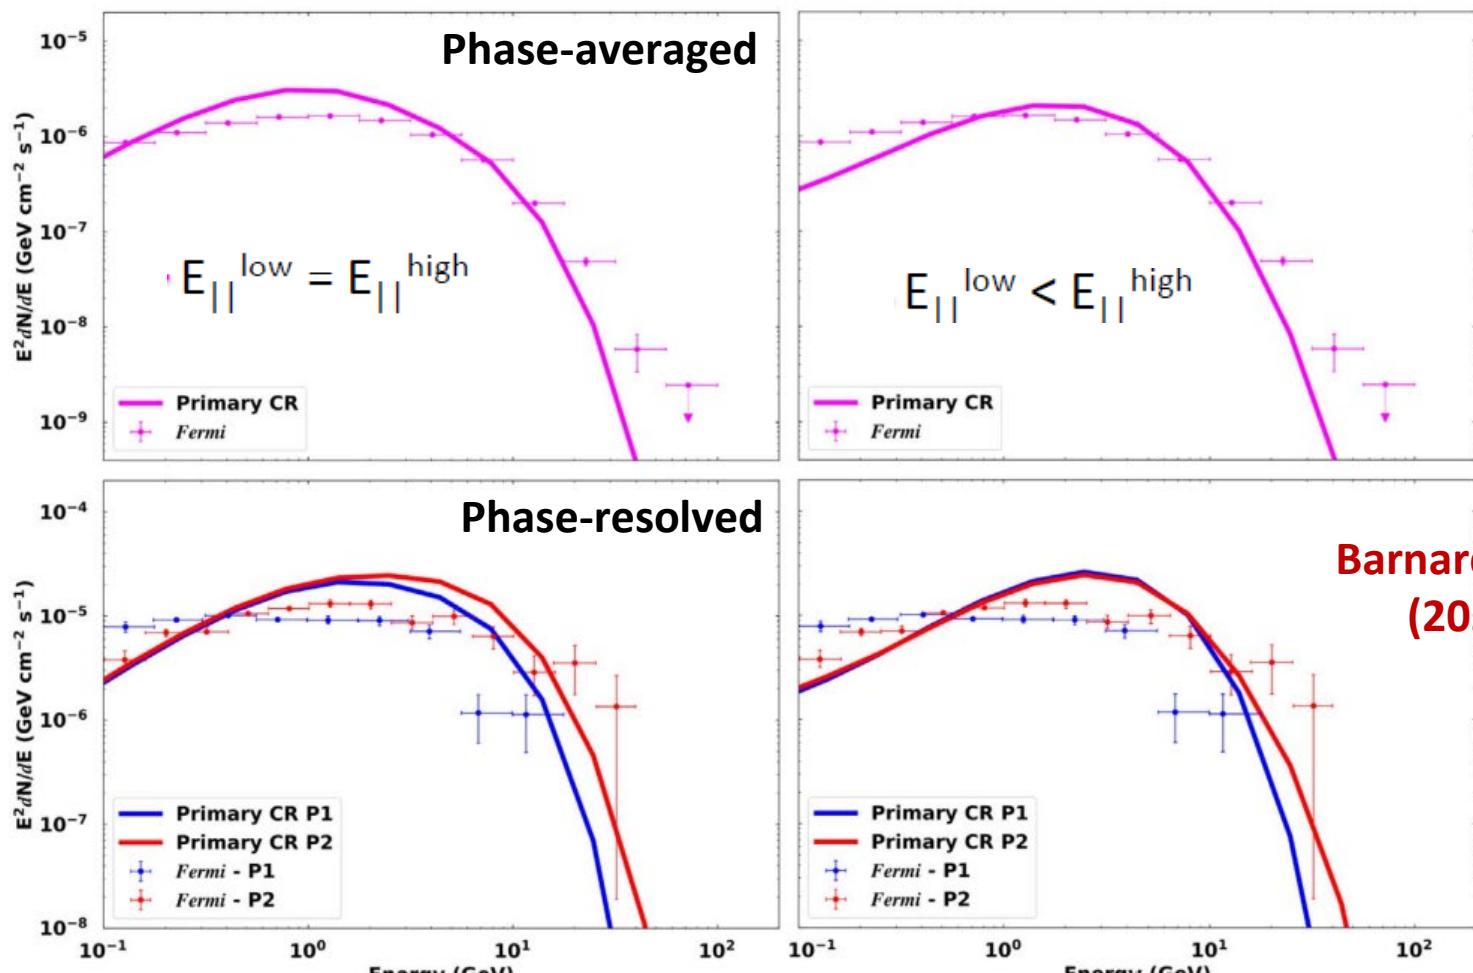 Phase-averaged
10⁻⁵
10⁻⁶
10⁻⁷
10⁻⁸
10⁻⁹
E²dN/dE (GeV cm⁻² s⁻¹)
E||^low = E||^high
Primary CR
Fermi
E||^low < E||^high
Primary CR
Fermi
Phase-resolved
10⁻⁴
10⁻⁵
10⁻⁶
10⁻⁷
10⁻⁸
E²dN/dE (GeV cm⁻² s⁻¹)
Primary CR P1
Primary CR P2
Fermi - P1
Fermi - P2
10⁻¹ 10⁰ 10¹ 10²
Energy (GeV)
Primary CR P1
Primary CR P2
Fermi - P1
Fermi - P2
10⁻¹ 10⁰ 10¹ 10²
Energy (GeV)